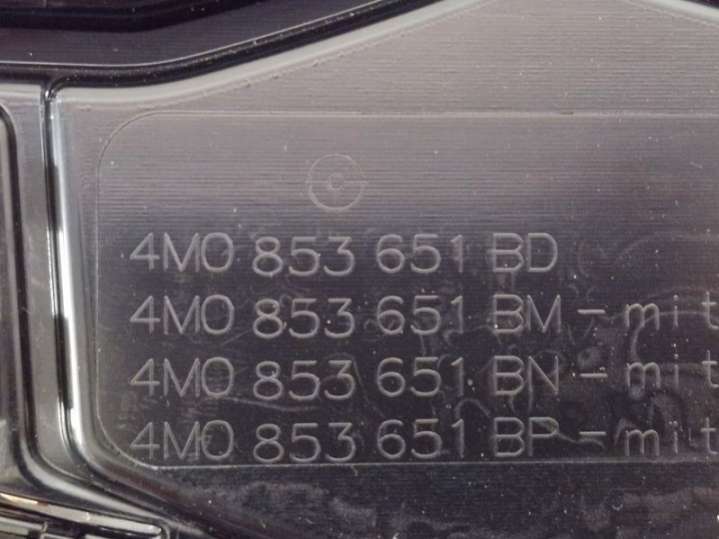 4M0 853 651 BD
4M0 853 651 BM - mit
4M0 853 651 BN - mit
4M0 853 651 BP - mit